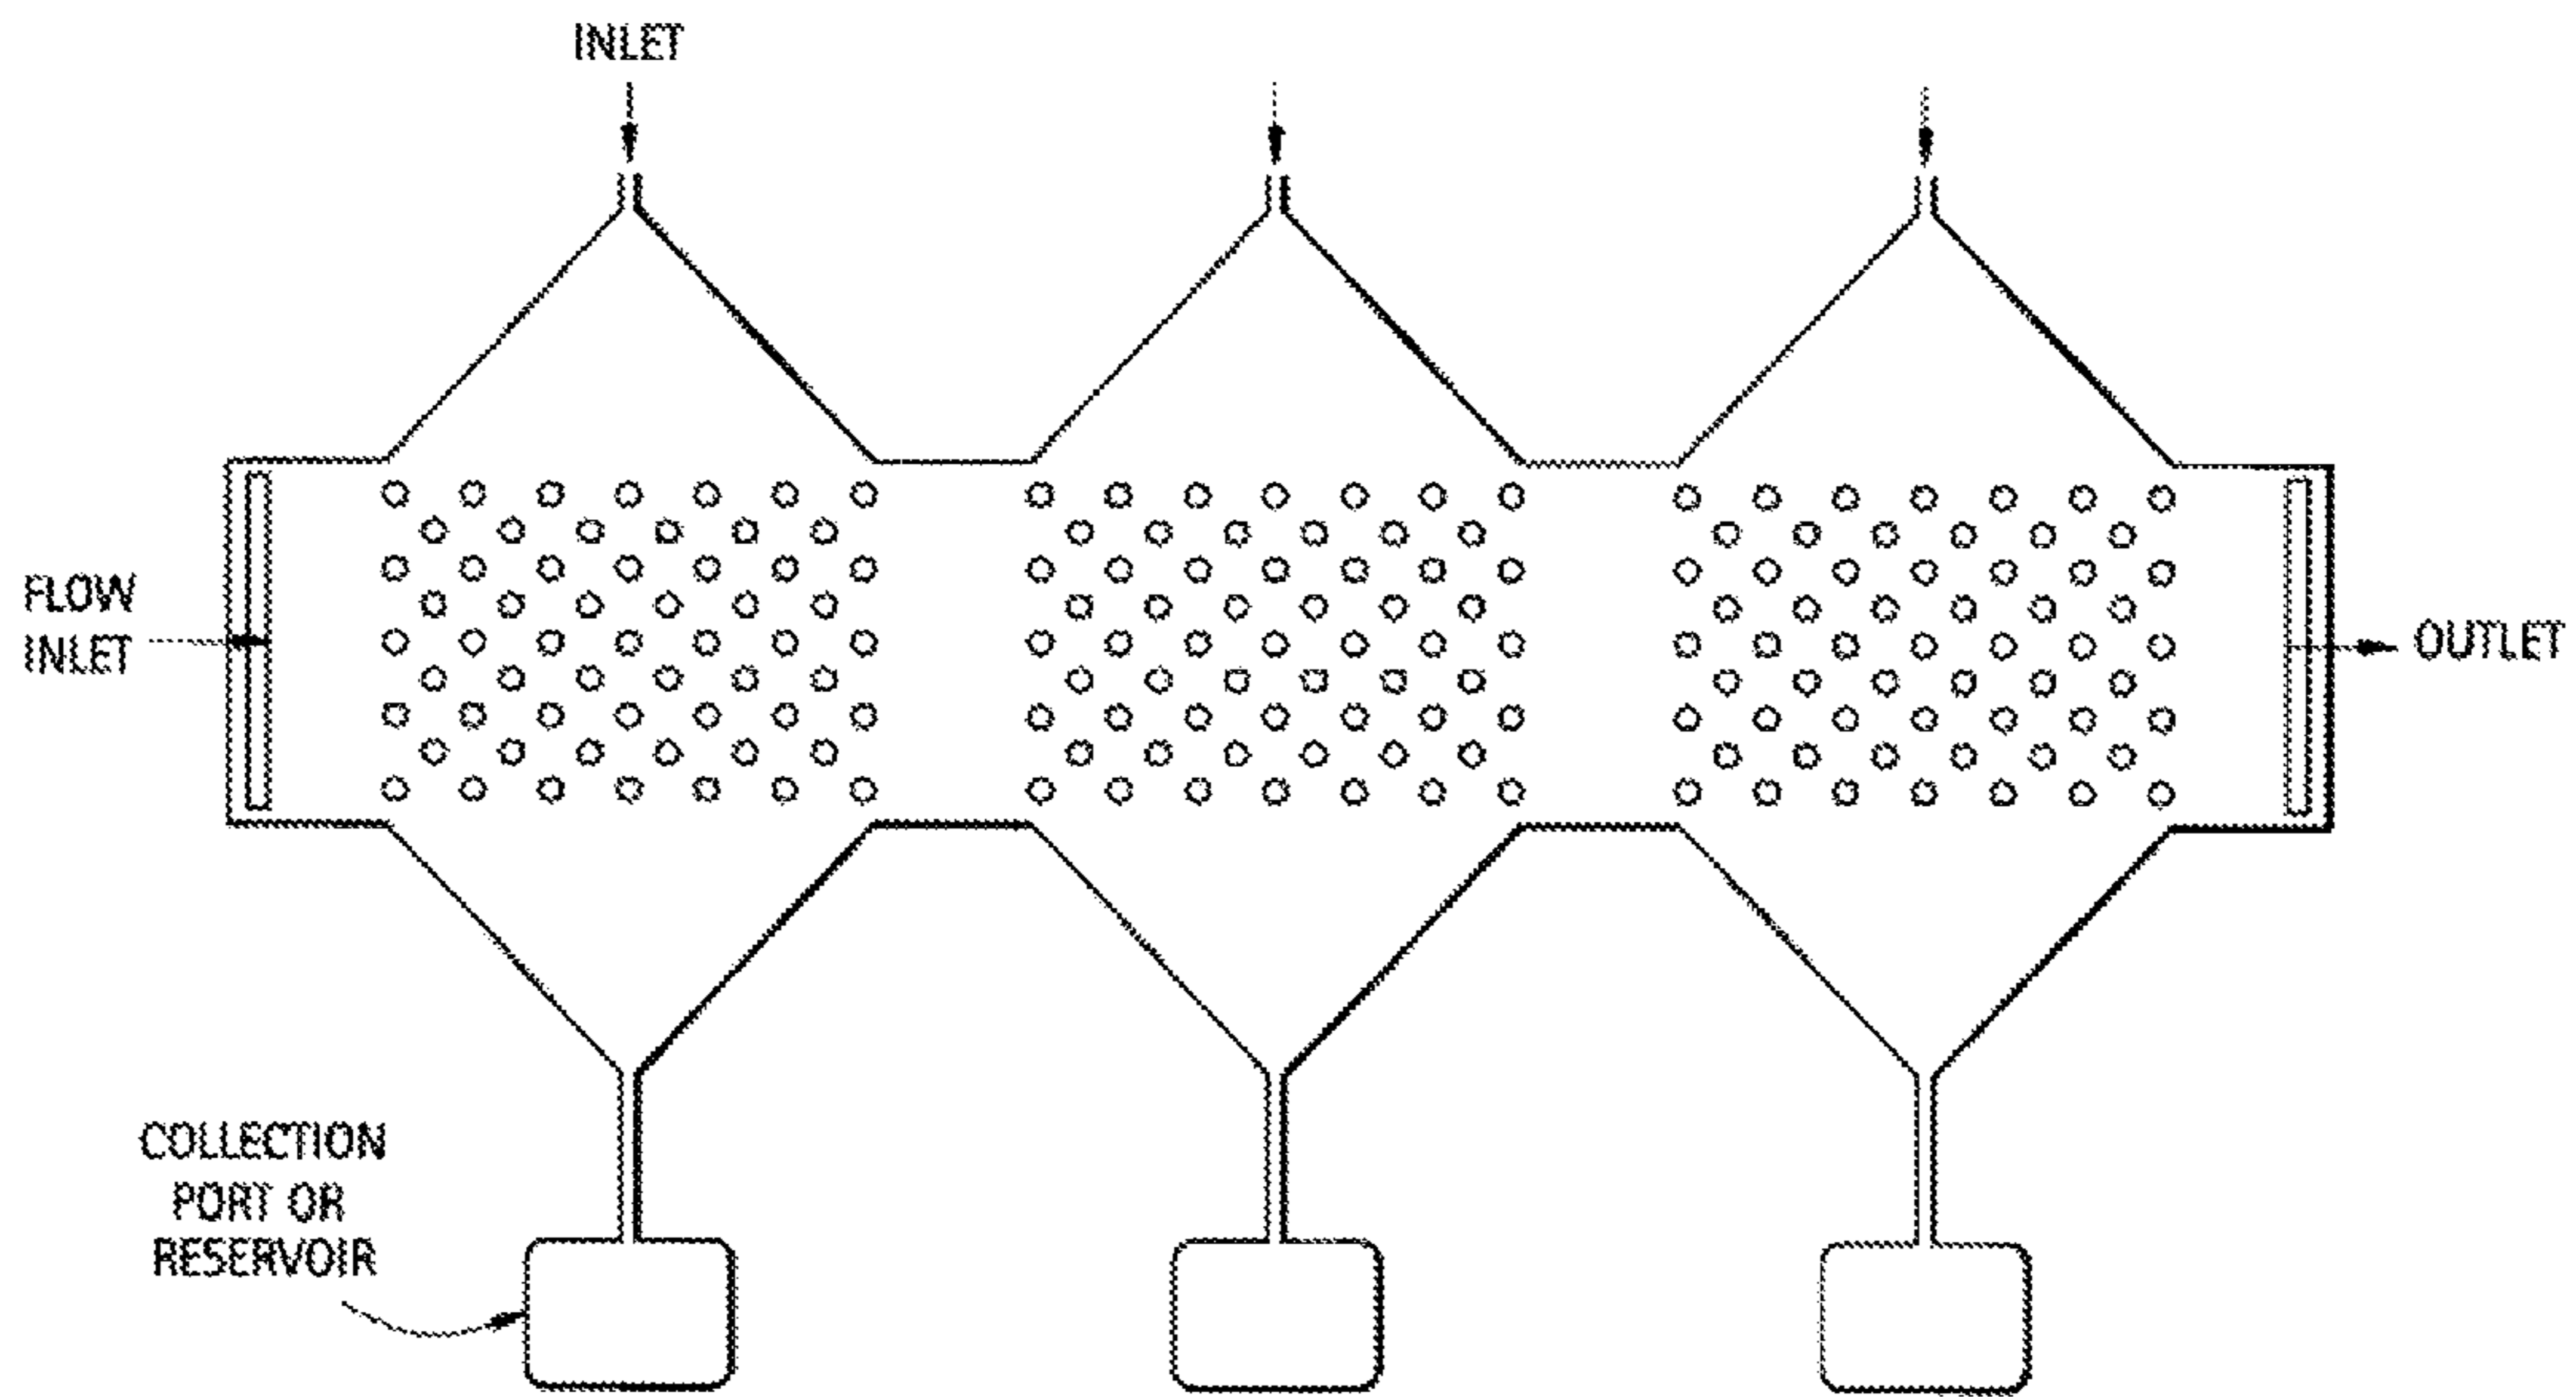 INLET
FLOW
INLET
OUTLET
COLLECTION
PORT OR
RESERVOIR